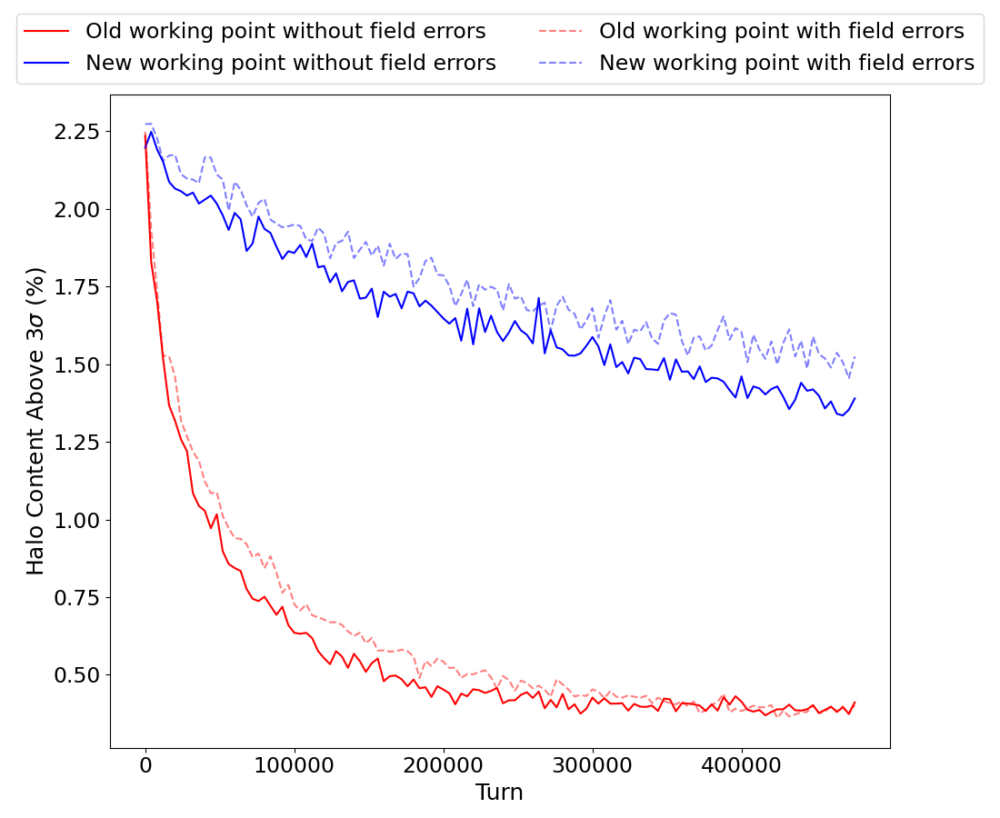 Old working point without field errors
New working point without field errors
Old working point with field errors
New working point with field errors
Halo Content Above 3σ (%)
2.25
2.00
1.75
1.50
1.25
1.00
0.75
0.50
0
100000
200000
300000
400000
Turn